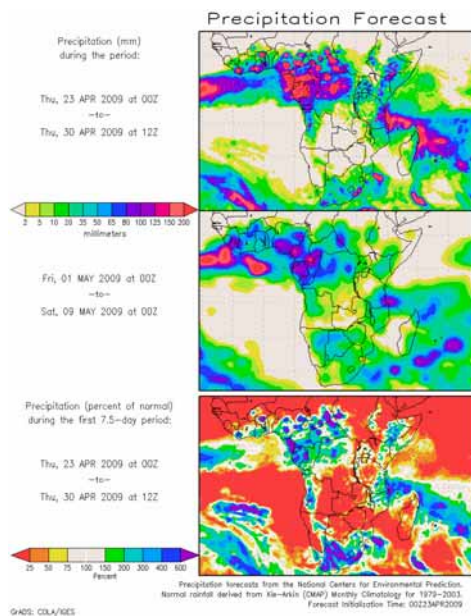 Precipitation Forecast
Precipitation (mm)
during the period:
Thu, 23 APR 2009 at 00Z
-to-
Thu, 30 APR 2009 at 12Z
2 5 10 20 35 50 65 80 100 125 150 200
millimeters
Fri, 01 MAY 2009 at 00Z
-to-
Sat, 09 MAY 2009 at 00Z
Precipitation (percent of normal)
during the first 7.5-day period:
Thu, 23 APR 2009 at 00Z
-to-
Thu, 30 APR 2009 at 12Z
25 50 75 100 150 200 300 400 600
Percent
Precipitation forecasts from the National Centers for Environmental Prediction.
Normal rainfall derived from Xie-Arkin (CMAP) Monthly Climatology for 1979-2003.
Forecast Initialization Time: 00Z23APR2009
GrADS: COLA/IGES